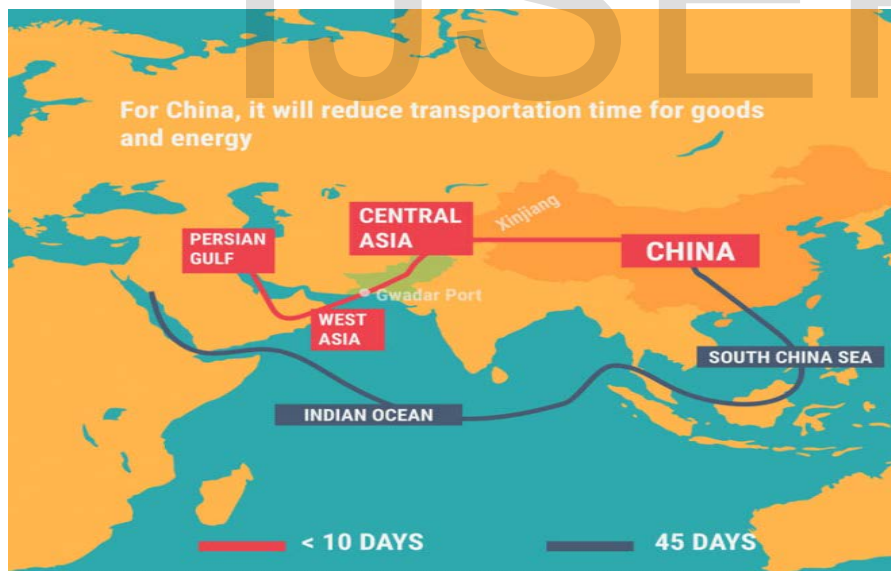 IJSER
For China, it will reduce transportation time for goods
and energy
Xinjiang
CENTRAL
ASIA
PERSIAN
GULF
CHINA
Gwadar Port
WEST
ASIA
SOUTH CHINA SEA
INDIAN OCEAN
< 10 DAYS
45 DAYS